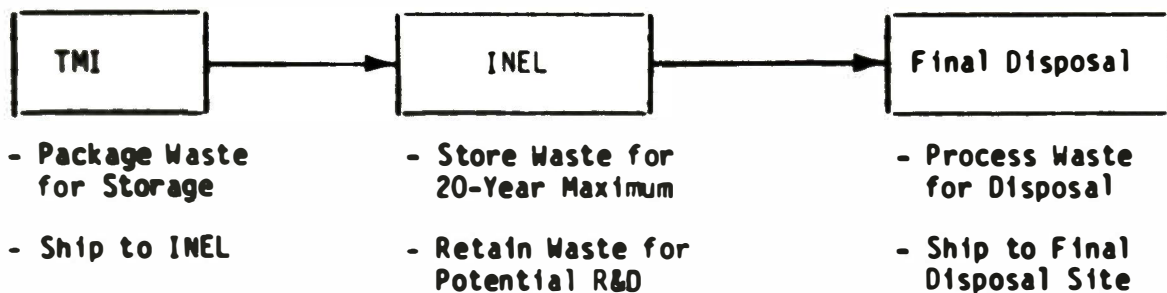 TMI
INEL
Final Disposal
- Package Waste
for Storage
- Ship to INEL
- Store Waste for
20-Year Maximum
- Retain Waste for
Potential R&D
- Process Waste
for Disposal
- Ship to Final
Disposal Site